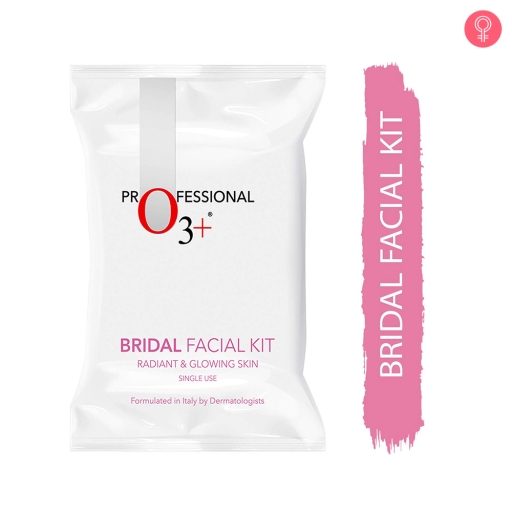 PROFESSIONAL
O3+®
BRIDAL FACIAL KIT
RADIANT & GLOWING SKIN
SINGLE USE
Formulated in Italy by Dermatologists
BRIDAL FACIAL KIT